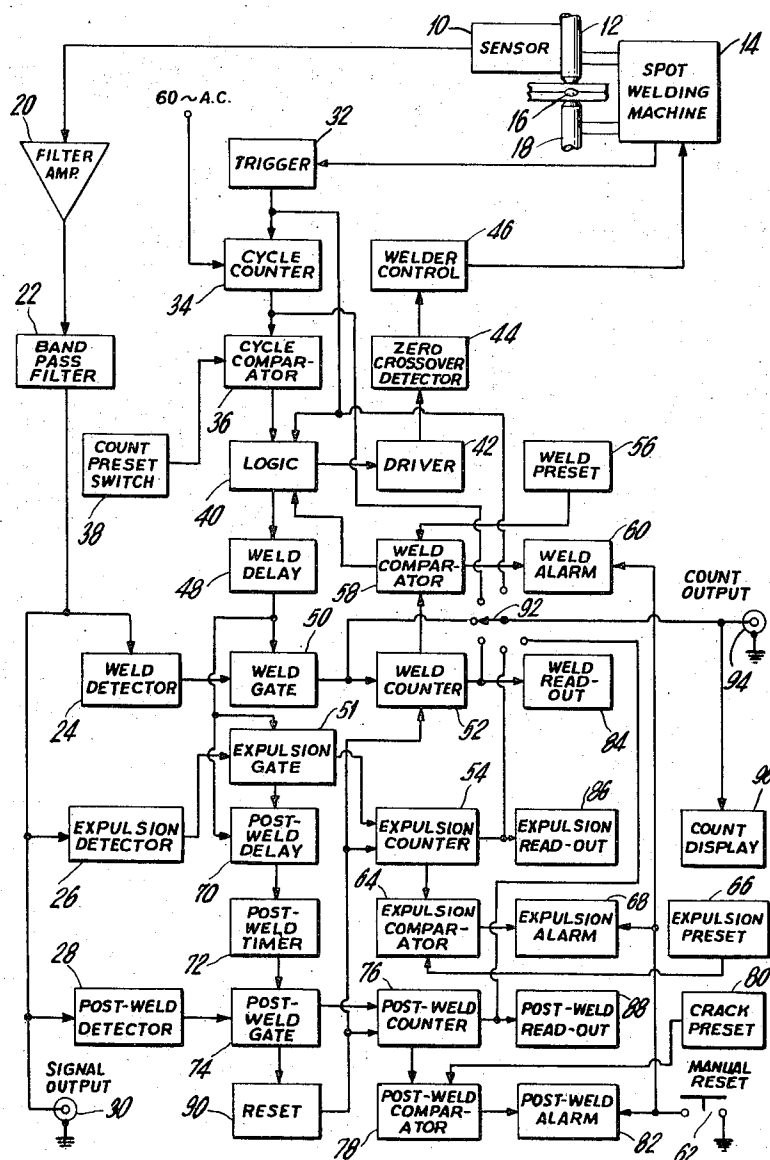 10
SENSOR
12
14
SPOT
WELDING
MACHINE
16
18
60~A.C.
20
FILTER
AMP.
32
TRIGGER
46
WELDER
CONTROL
CYCLE
COUNTER
34
22
BAND
PASS
FILTER
44
ZERO
CROSSOVER
DETECTOR
CYCLE
COMPAR-
ATOR
36
COUNT
PRESET
SWITCH
38
LOGIC
40
DRIVER
42
WELD
PRESET
56
WELD
DELAY
48
WELD
COMPAR-
ATOR
58
WELD
ALARM
60
COUNT
OUTPUT
94
92
WELD
DETECTOR
24
50
WELD
GATE
WELD
COUNTER
52
WELD
READ-
OUT
84
51
EXPULSION
GATE
EXPULSION
DETECTOR
26
POST-
WELD
DELAY
70
54
EXPULSION
COUNTER
86
EXPULSION
READ-OUT
96
COUNT
DISPLAY
64
EXPULSION
COMPAR-
ATOR
68
EXPULSION
ALARM
66
EXPULSION
PRESET
POST-
WELD
TIMER
72
28
POST-WELD
DETECTOR
POST-
WELD
GATE
74
76
POST-WELD
COUNTER
POST-WELD
READ-OUT
88
80
CRACK
PRESET
SIGNAL
OUTPUT
30
RESET
90
POST-WELD
COMPAR-
ATOR
78
POST-WELD
ALARM
82
MANUAL
RESET
62